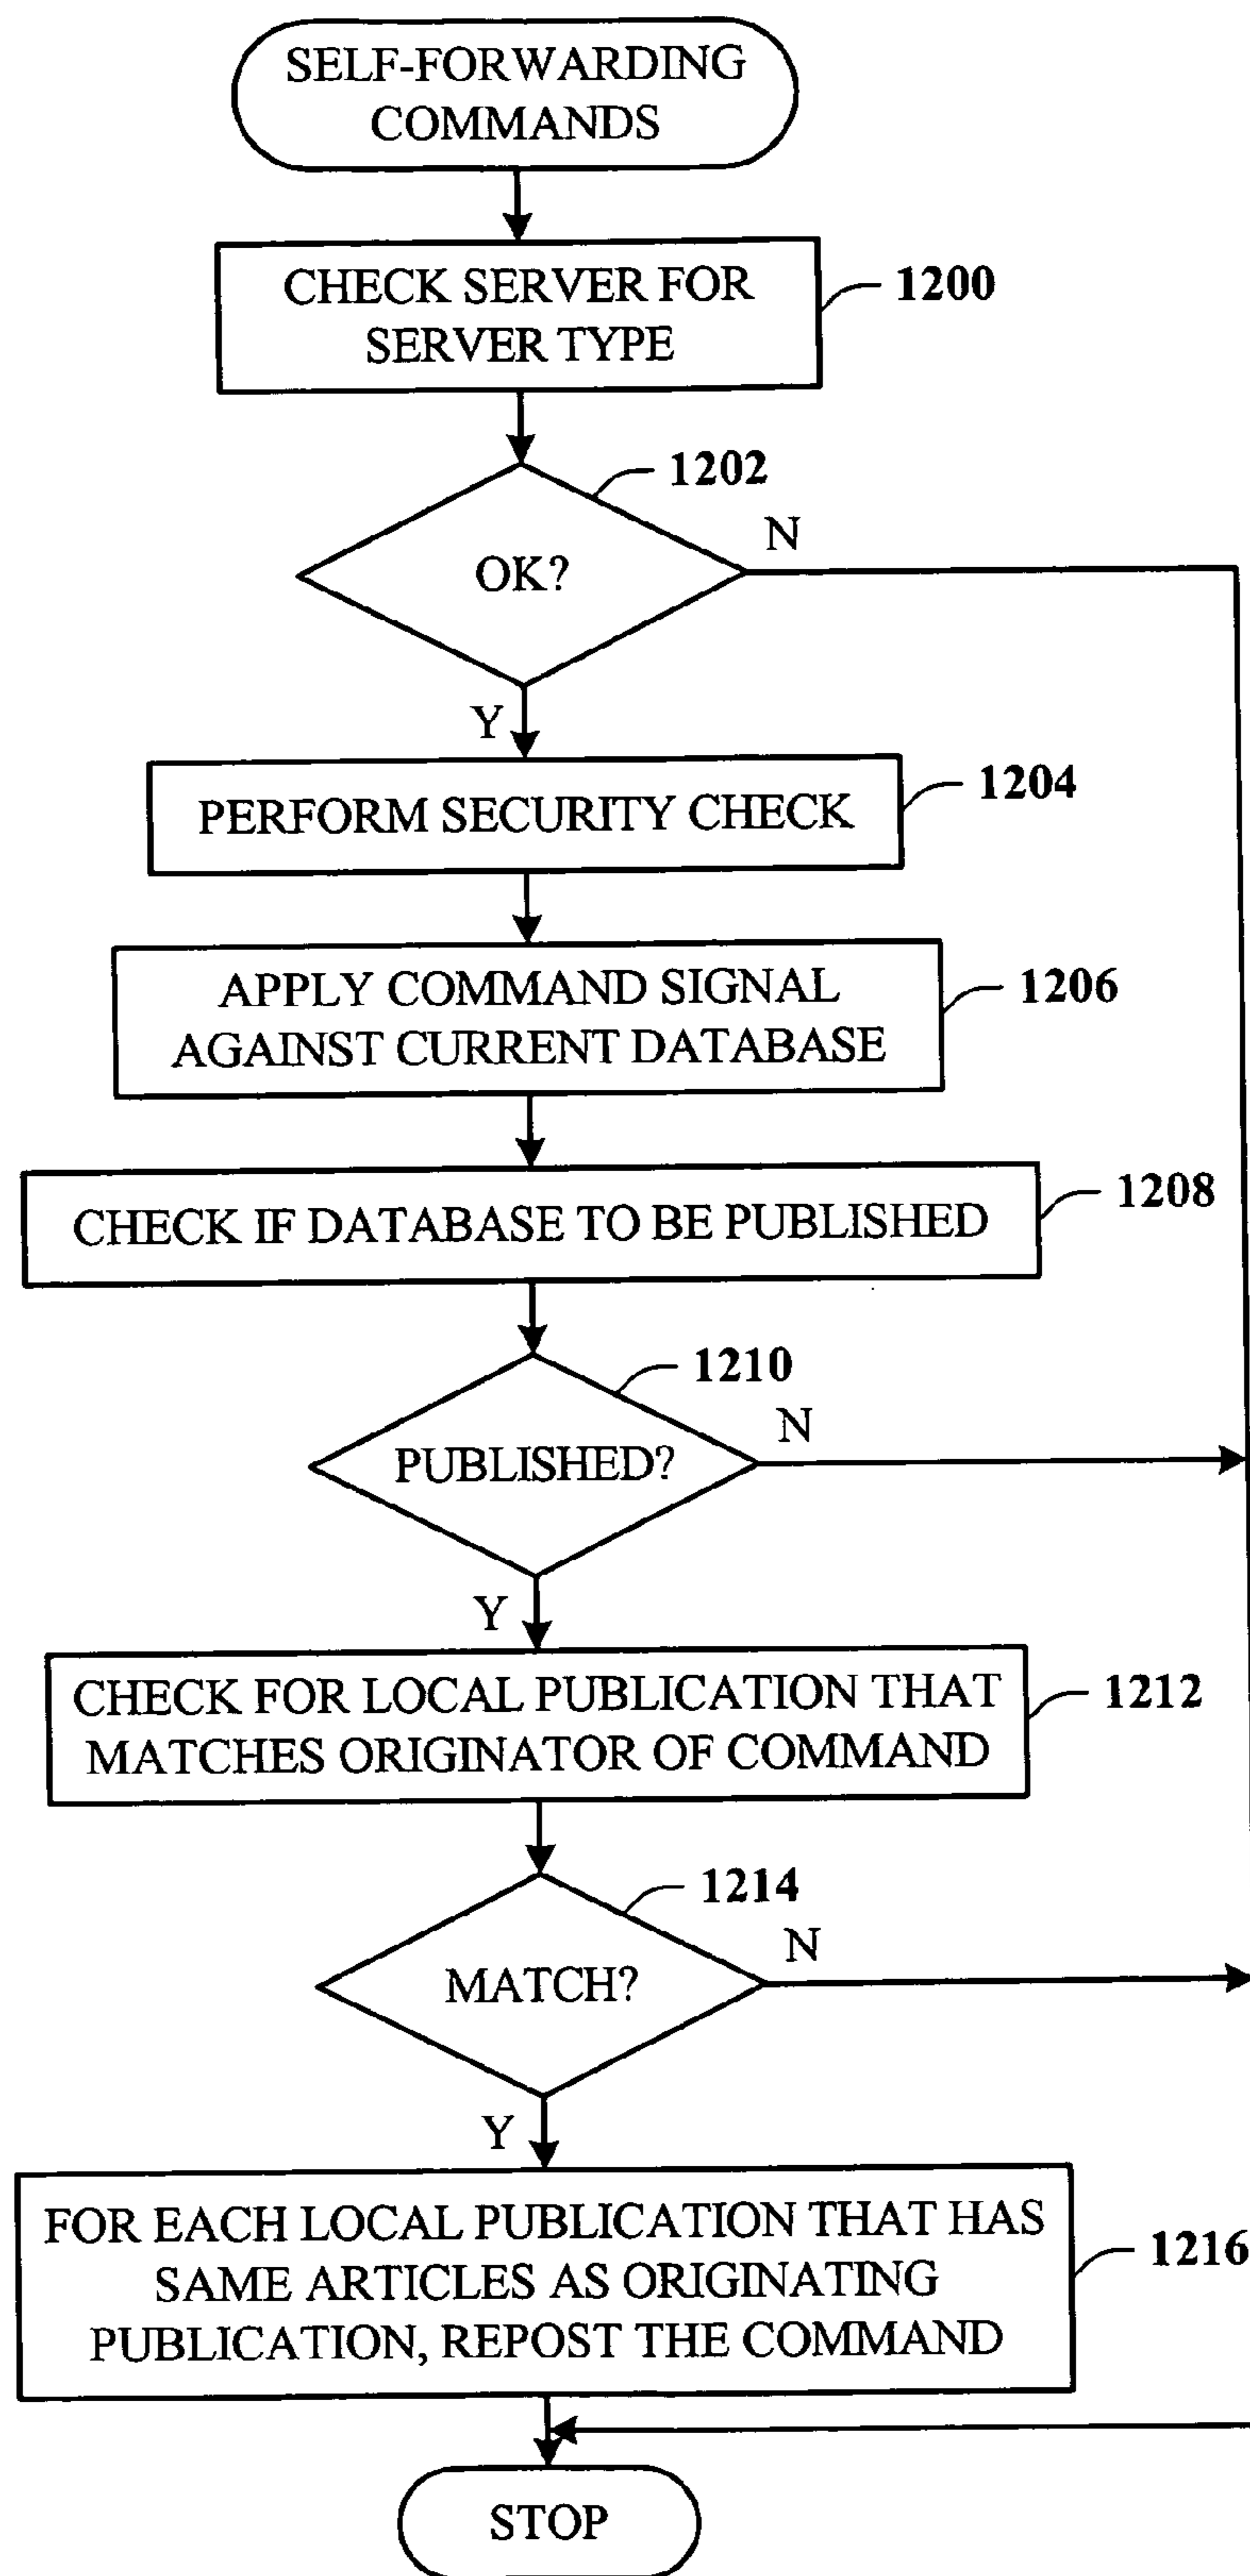 SELF-FORWARDING
COMMANDS
CHECK SERVER FOR
SERVER TYPE
1200
1202
OK?
N
Y
PERFORM SECURITY CHECK
1204
APPLY COMMAND SIGNAL
AGAINST CURRENT DATABASE
1206
CHECK IF DATABASE TO BE PUBLISHED
1208
1210
PUBLISHED?
N
Y
CHECK FOR LOCAL PUBLICATION THAT
MATCHES ORIGINATOR OF COMMAND
1212
1214
MATCH?
N
Y
FOR EACH LOCAL PUBLICATION THAT HAS
SAME ARTICLES AS ORIGINATING
PUBLICATION, REPOST THE COMMAND
1216
STOP